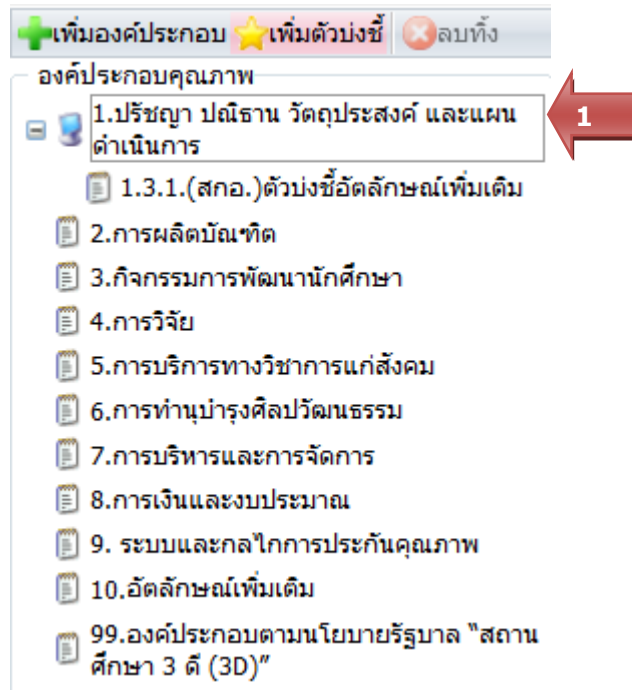 เพิ่มองค์ประกอบ เพิ่มตัวบ่งชี้ ลบทิ้ง
องค์ประกอบคุณภาพ
1.ปรัชญา ปณิธาน วัตถุประสงค์ และแผน
ดำเนินการ
1
1.3.1.(สกอ.)ตัวบ่งชี้อัตลักษณ์เพิ่มเติม
2.การผลิตบัณฑิต
3.กิจกรรมการพัฒนานักศึกษา
4.การวิจัย
5.การบริการทางวิชาการแก่สังคม
6.การทำนุบำรุงศิลปวัฒนธรรม
7.การบริหารและการจัดการ
8.การเงินและงบประมาณ
9. ระบบและกลไกการประกันคุณภาพ
10.อัตลักษณ์เพิ่มเติม
99.องค์ประกอบตามนโยบายรัฐบาล “สถาน
ศึกษา 3 ดี (3D)”